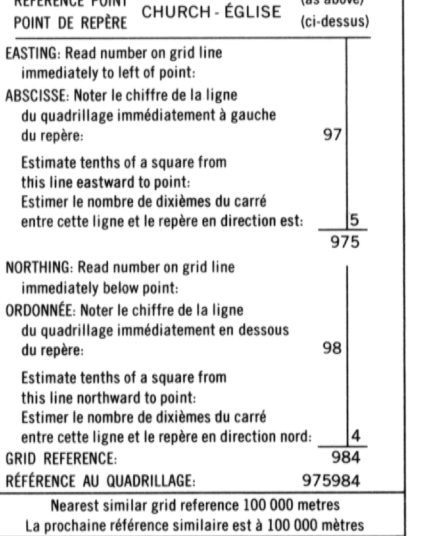 REFERENCE POINT CHURCH - ÉGLISE (as above)
POINT DE REPÈRE (ci-dessus)
EASTING: Read number on grid line
immediately to left of point:
ABSCISSE: Noter le chiffre de la ligne
du quadrillage immédiatement à gauche
du repère: 97
Estimate tenths of a square from
this line eastward to point:
Estimer le nombre de dixièmes du carré
entre cette ligne et le repère en direction est: 5
975
NORTHING: Read number on grid line
immediately below point:
ORDONNÉE: Noter le chiffre de la ligne
du quadrillage immédiatement en dessous
du repère: 98
Estimate tenths of a square from
this line northward to point:
Estimer le nombre de dixièmes du carré
entre cette ligne et le repère en direction nord: 4
GRID REFERENCE: 984
RÉFÉRENCE AU QUADRILLAGE: 975984
Nearest similar grid reference 100 000 metres
La prochaine référence similaire est à 100 000 mètres